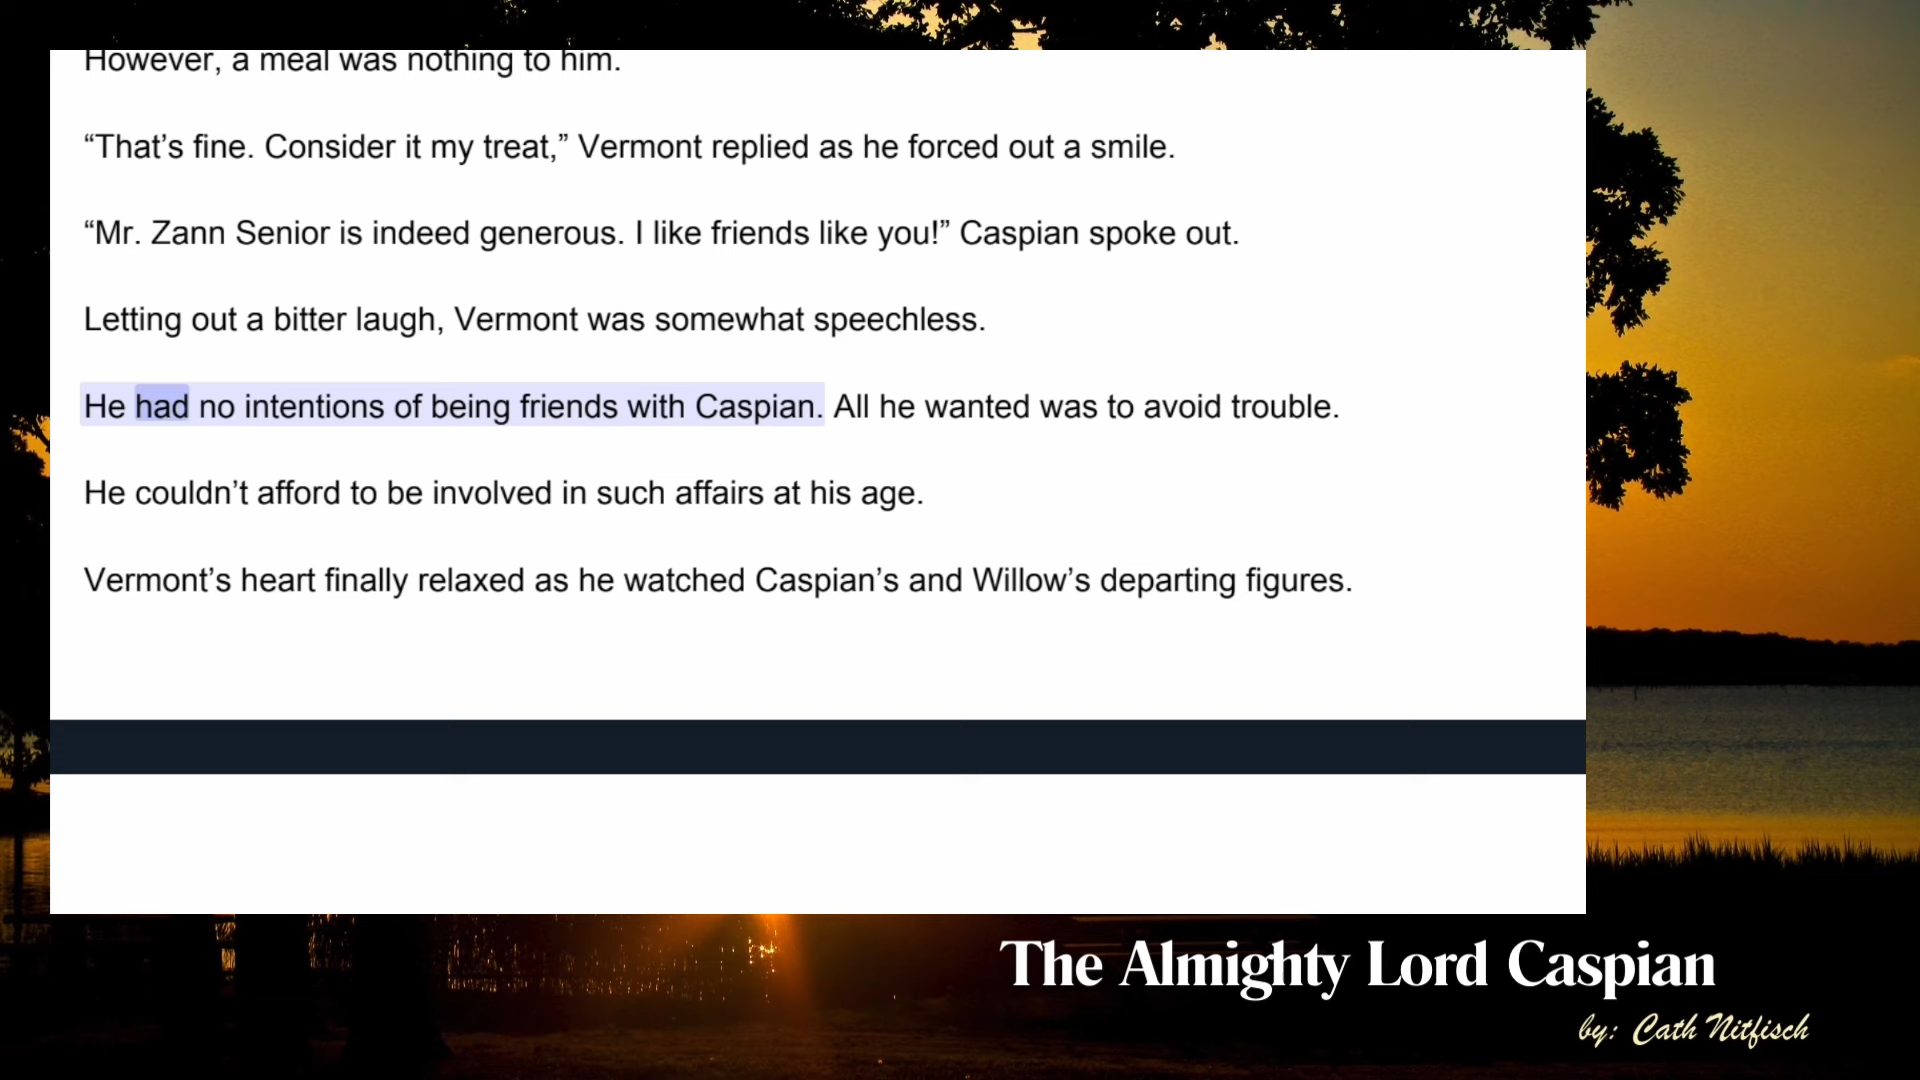 However, a meal was nothing to him.
“That’s fine. Consider it my treat,” Vermont replied as he forced out a smile.
“Mr. Zann Senior is indeed generous. I like friends like you!” Caspian spoke out.
Letting out a bitter laugh, Vermont was somewhat speechless.
He had no intentions of being friends with Caspian. All he wanted was to avoid trouble.
He couldn’t afford to be involved in such affairs at his age.
Vermont’s heart finally relaxed as he watched Caspian’s and Willow’s departing figures.
The Almighty Lord Caspian
by: Cath Nitfisch